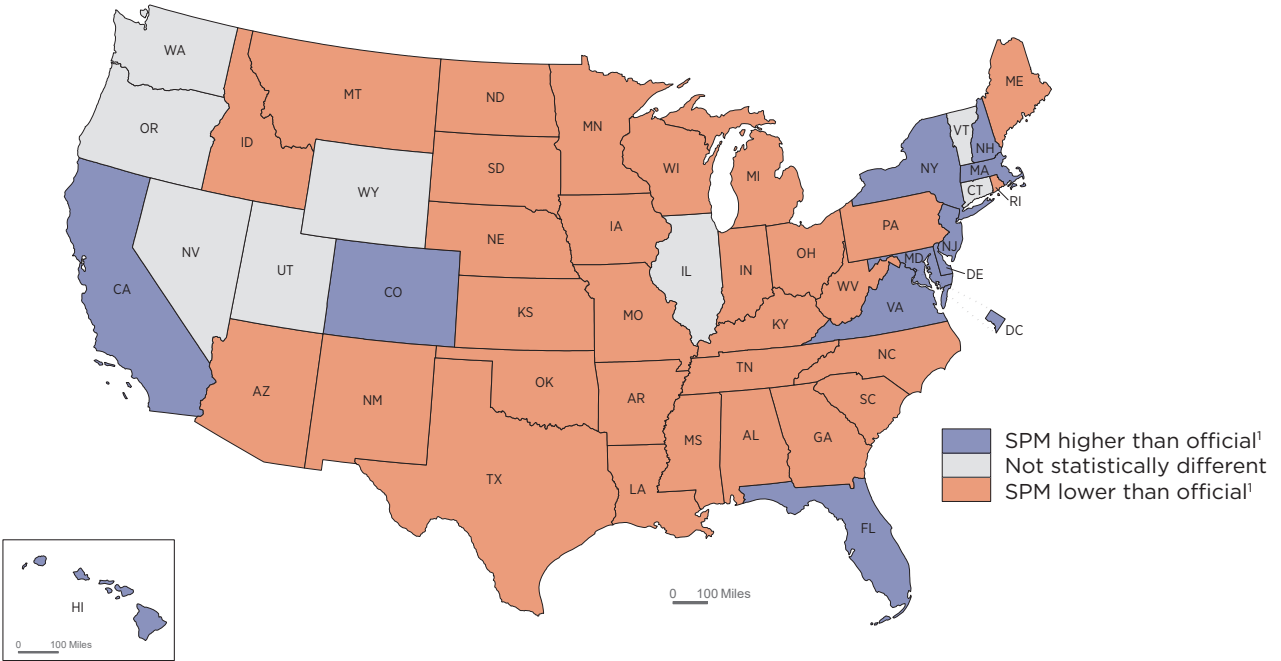 WA
MT
ND
ME
OR
ID
MN
VT
NH
SD
WI
MI
NY
MA
WY
CT
RI
NV
UT
NE
IA
PA
NJ
CA
CO
IL
IN
OH
MD
DE
WV
VA
KS
MO
KY
DC
AZ
NM
OK
AR
TN
NC
SC
MS
AL
GA
TX
LA
FL
SPM higher than official¹
Not statistically different
SPM lower than official¹
0 100 Miles
HI
0 100 Miles